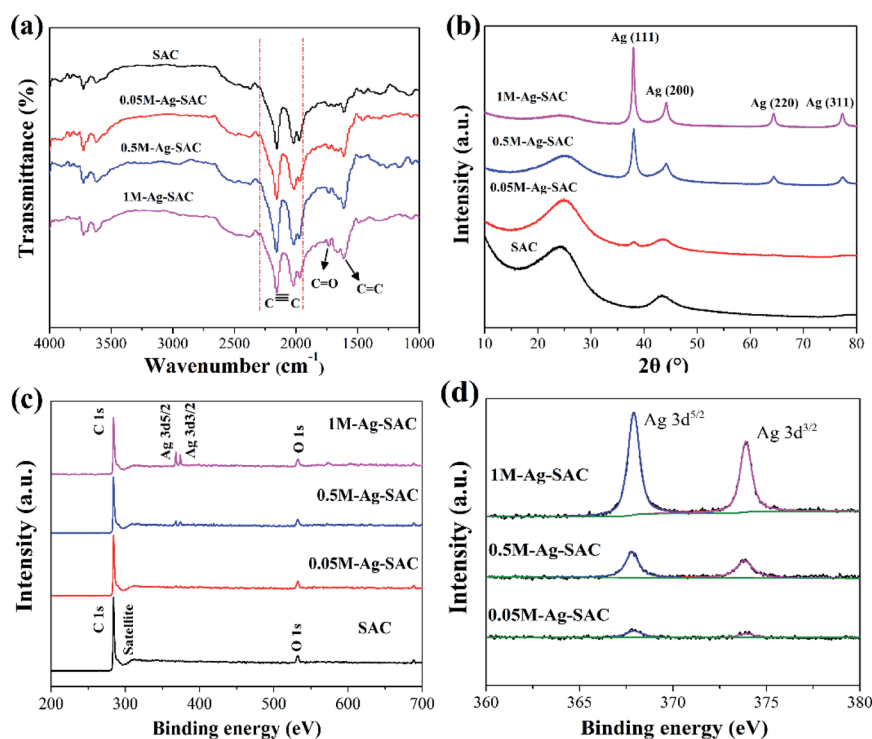 (a)
SAC
0.05M-Ag-SAC
0.5M-Ag-SAC
1M-Ag-SAC
C=O
C=C
C≡C
Transmittance (%)
4000 3500 3000 2500 2000 1500 1000
Wavenumber (cm-1)
(b)
Ag (111)
1M-Ag-SAC
Ag (200)
Ag (220)
Ag (311)
0.5M-Ag-SAC
0.05M-Ag-SAC
SAC
Intensity (a.u.)
10 20 30 40 50 60 70 80
2θ (°)
(c)
C 1s
Ag 3d5/2
Ag 3d3/2
O 1s
1M-Ag-SAC
0.5M-Ag-SAC
0.05M-Ag-SAC
C 1s
Satellite
O 1s
SAC
Intensity (a.u.)
200 300 400 500 600 700
Binding energy (eV)
(d)
Ag 3d5/2
Ag 3d3/2
1M-Ag-SAC
0.5M-Ag-SAC
0.05M-Ag-SAC
Intensity (a.u.)
360 365 370 375 380
Binding energy (eV)